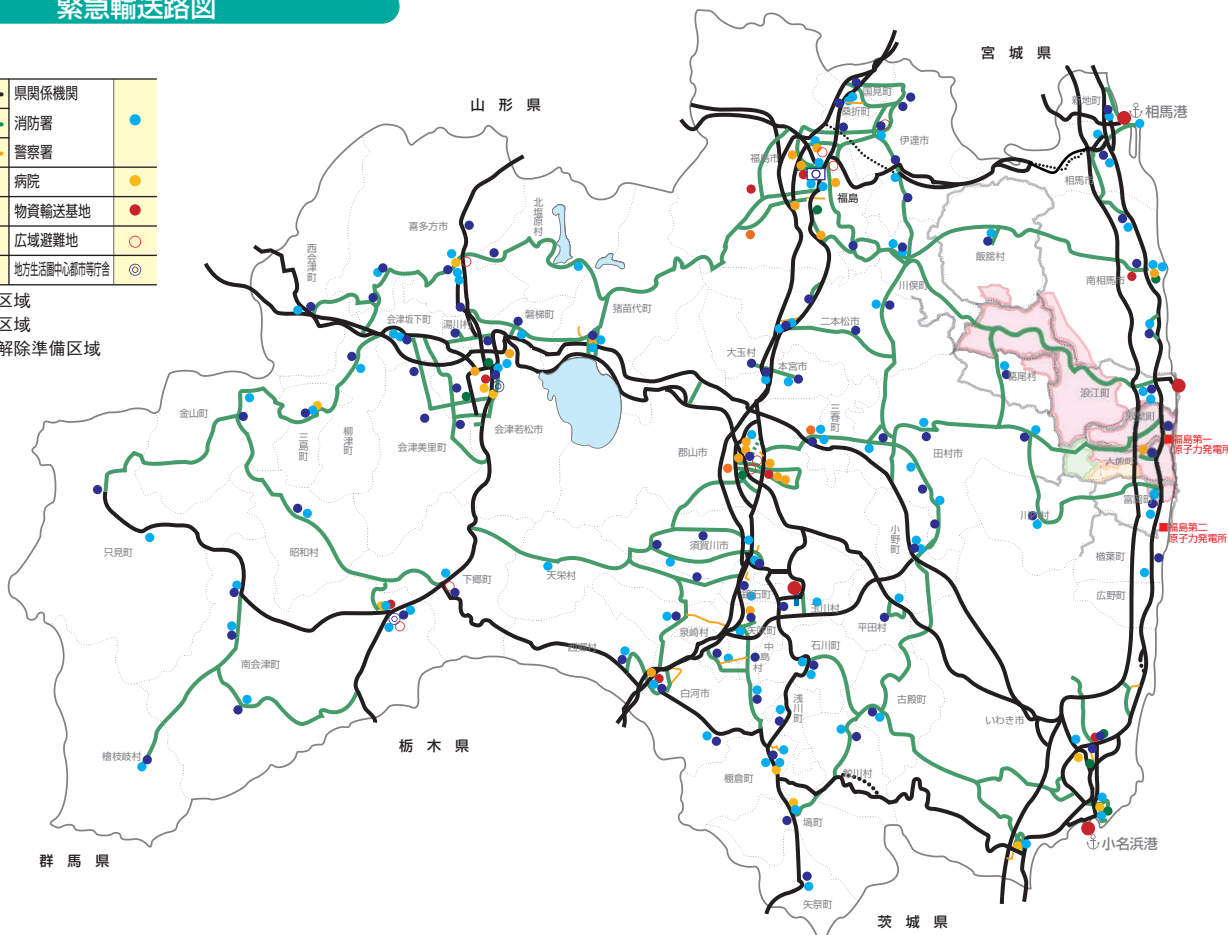 緊急輸送路図
県関係機関
消防署
警察署
病院
物資輸送基地
広域避難地
地方生活圏中心都市等庁舎
区域
区域
解除準備区域
宮城県
山形県
栃木県
群馬県
茨城県
相馬港
小名浜港
新地町
国見町
桑折町
伊達市
福島市
福島
相馬市
飯舘村
南相馬市
川俣町
北塩原村
喜多方市
西会津町
猪苗代町
磐梯町
湯川村
会津坂下町
二本松市
大玉村
本宮市
葛尾村
浪江町
双葉町
福島第一
原子力発電所
大熊町
富岡町
福島第二
原子力発電所
楢葉町
広野町
川内村
田村市
三春町
郡山市
会津若松市
会津美里町
柳津町
三島町
金山町
昭和村
只見町
下郷町
天栄村
須賀川市
小野町
鏡石町
玉川村
平田村
矢吹町
泉崎村
中島村
石川町
西郷村
白河市
浅川町
古殿町
いわき市
南会津町
檜枝岐村
棚倉町
鮫川村
塙町
矢祭町